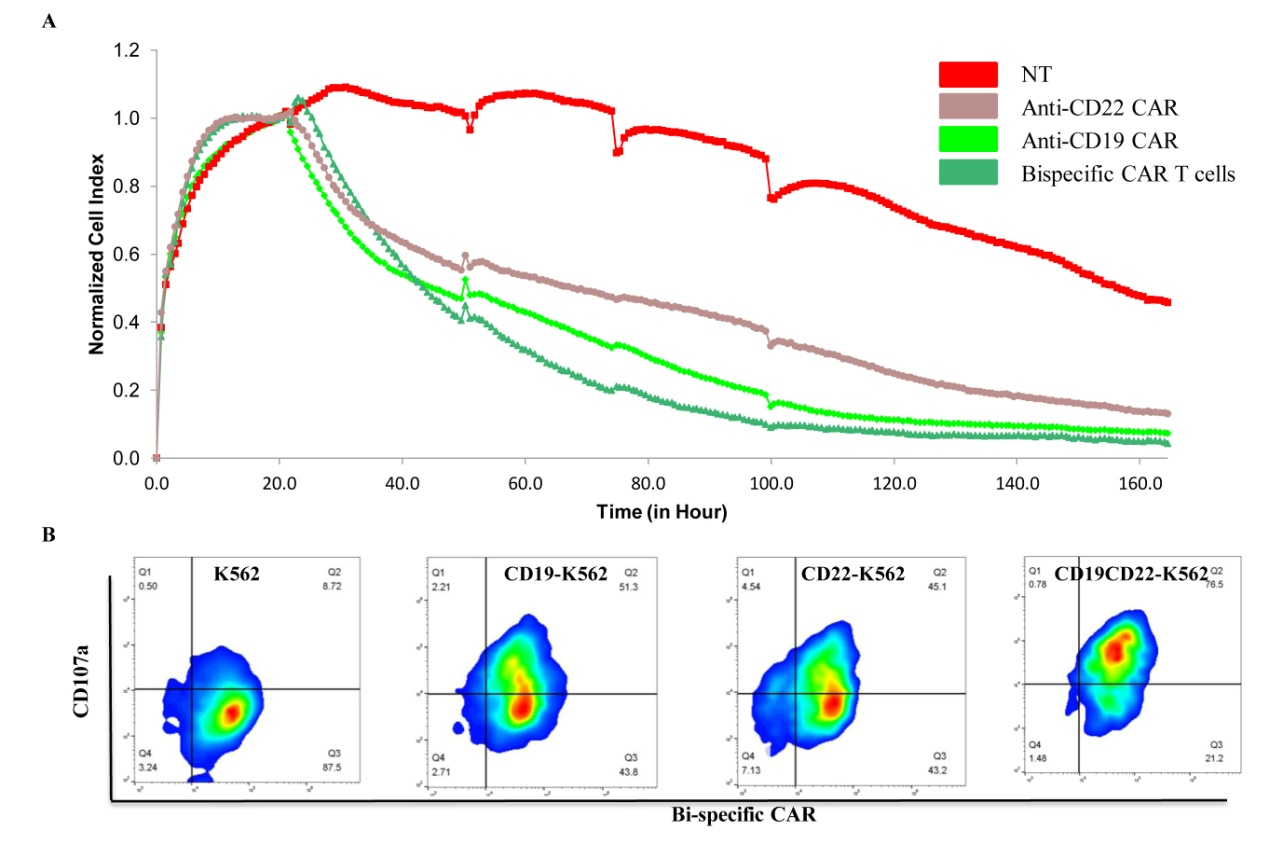 A
1.2
1.0
0.8
0.6
0.4
0.2
0.0
Normalized Cell Index
NT
Anti-CD22 CAR
Anti-CD19 CAR
Bispecific CAR T cells
0.0 20.0 40.0 60.0 80.0 100.0 120.0 140.0 160.0
Time (in Hour)
B
CD107a
K562
Q1
0.50
Q2
8.72
Q4
3.24
Q3
87.5
CD19-K562
Q1
2.21
Q2
51.3
Q4
2.71
Q3
43.8
CD22-K562
Q1
4.54
Q2
45.1
Q4
7.13
Q3
43.2
CD19CD22-K562
Q1
0.78
Q2
76.5
Q4
1.48
Q3
21.2
Bi-specific CAR